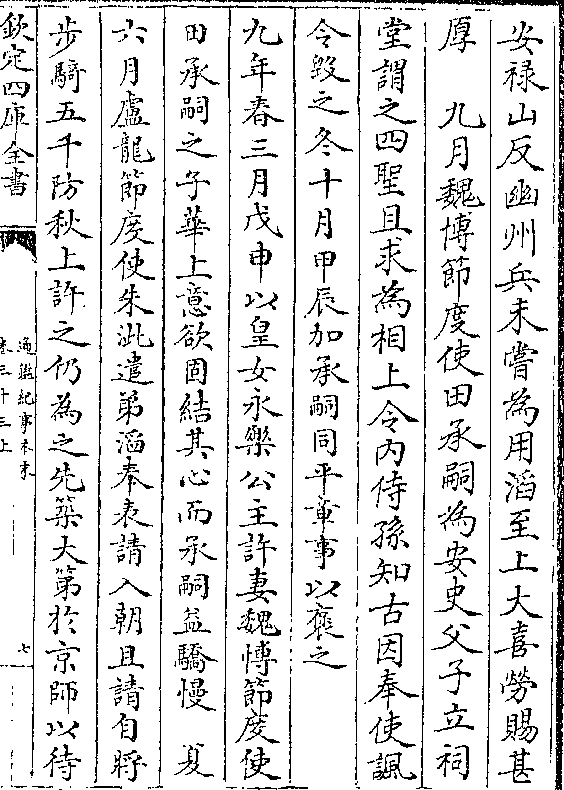 安禄山反幽州兵未嘗為用滔至上大喜勞賜甚
厚　九月魏博節度使田承嗣為安史父子立祠
堂謂之四聖且求為相上令内侍孫知古因奉使諷
令毁之冬十月甲辰加承嗣同平章事以襃之
九年春三月戊申以皇女永樂公主許妻魏博節度使
田承嗣之子華上意欲固結其心而承嗣益驕慢　夏
六月盧龍節度使朱泚遣弟滔奉表請入朝且請自將
步騎五千防秋上許之仍為之先築大第於京師以待
欽定四庫全書
通鑑紀事本末
卷三十三上
七